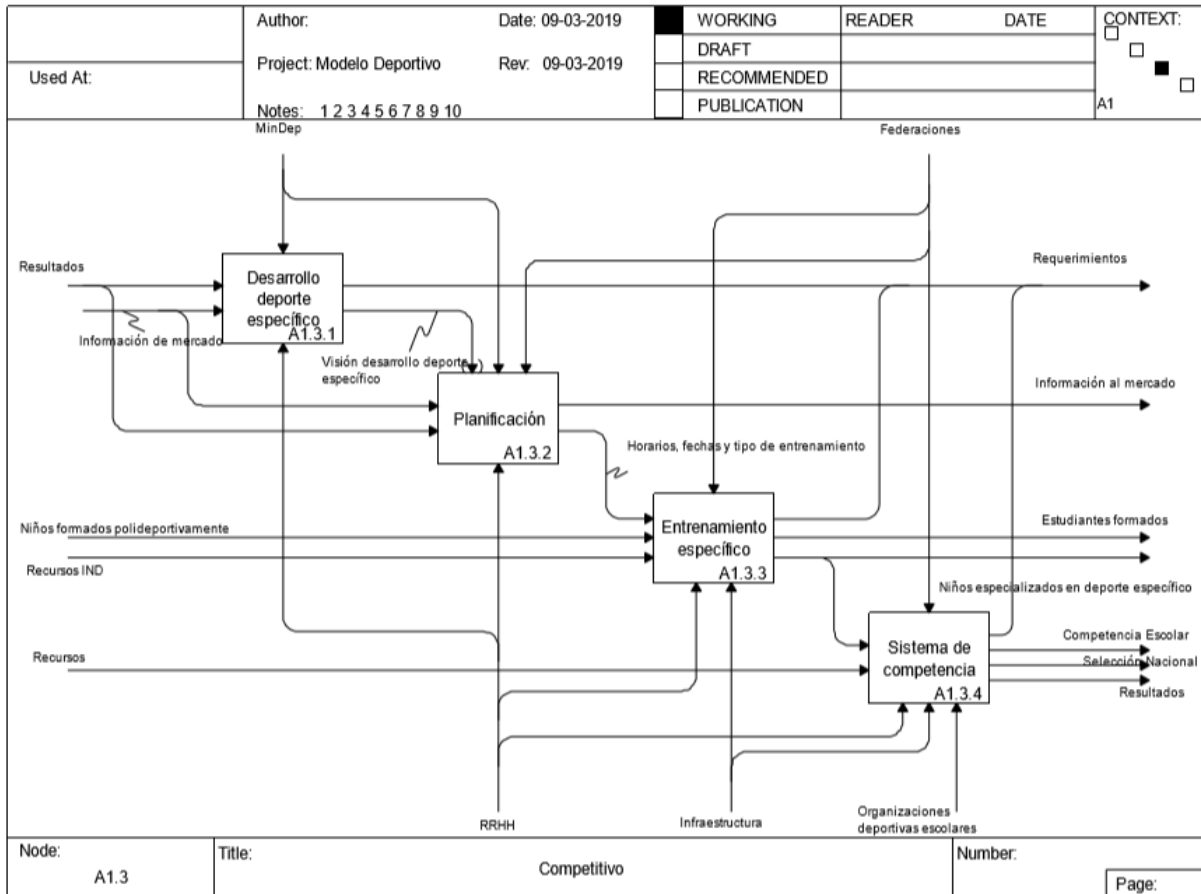 Used At:
Author:
Date: 09-03-2019
Project: Modelo Deportivo
Rev: 09-03-2019
Notes: 1 2 3 4 5 6 7 8 9 10
WORKING
DRAFT
RECOMMENDED
PUBLICATION
READER
DATE
CONTEXT:
A1
MinDep
Federaciones
Resultados
Desarrollo
deporte
específico
A1.3.1
Requerimientos
Información de mercado
Visión desarrollo deporte
específico
Información al mercado
Planificación
A1.3.2
Horarios, fechas y tipo de entrenamiento
Niños formados polideportivamente
Entrenamiento
específico
A1.3.3
Estudiantes formados
Recursos IND
Niños especializados en deporte específico
Recursos
Sistema de
competencia
A1.3.4
Competencia Escolar
Selección Nacional
Resultados
RRHH
Infraestructura
Organizaciones
deportivas escolares
Node:
A1.3
Title:
Competitivo
Number:
Page: